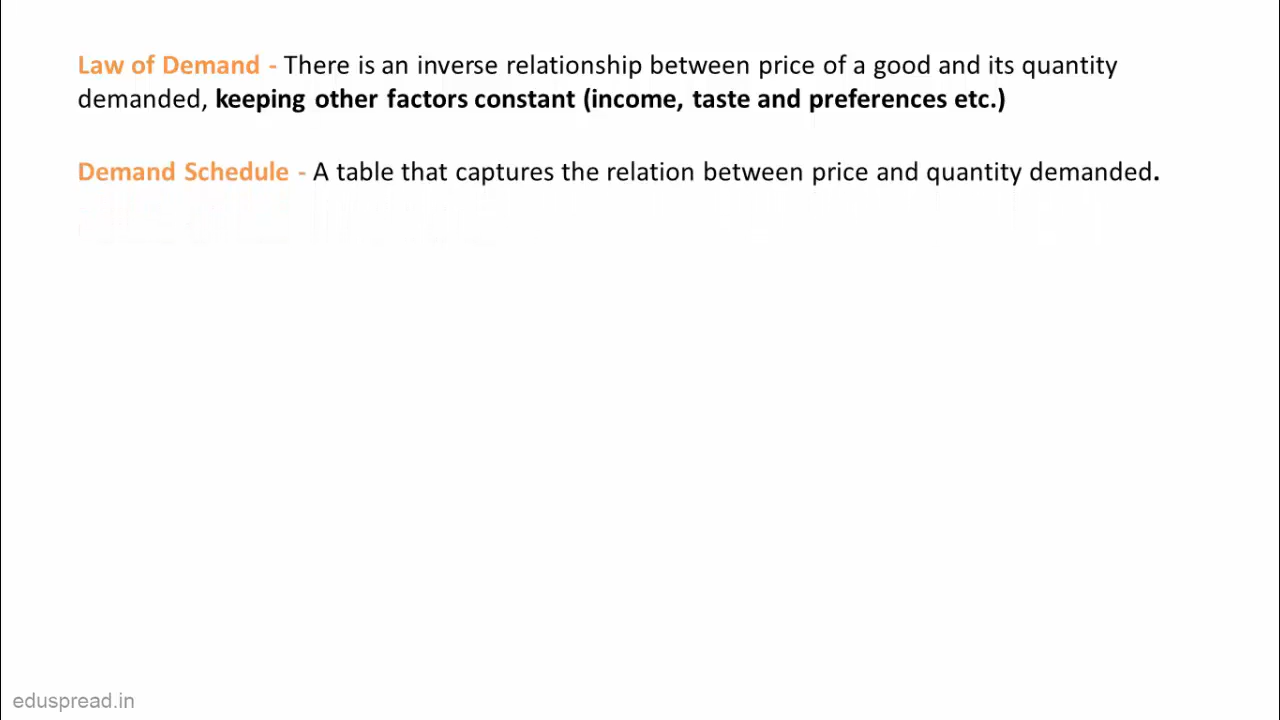 Law of Demand - There is an inverse relationship between price of a good and its quantity
demanded, keeping other factors constant (income, taste and preferences etc.)
Demand Schedule - A table that captures the relation between price and quantity demanded.
eduspread.in